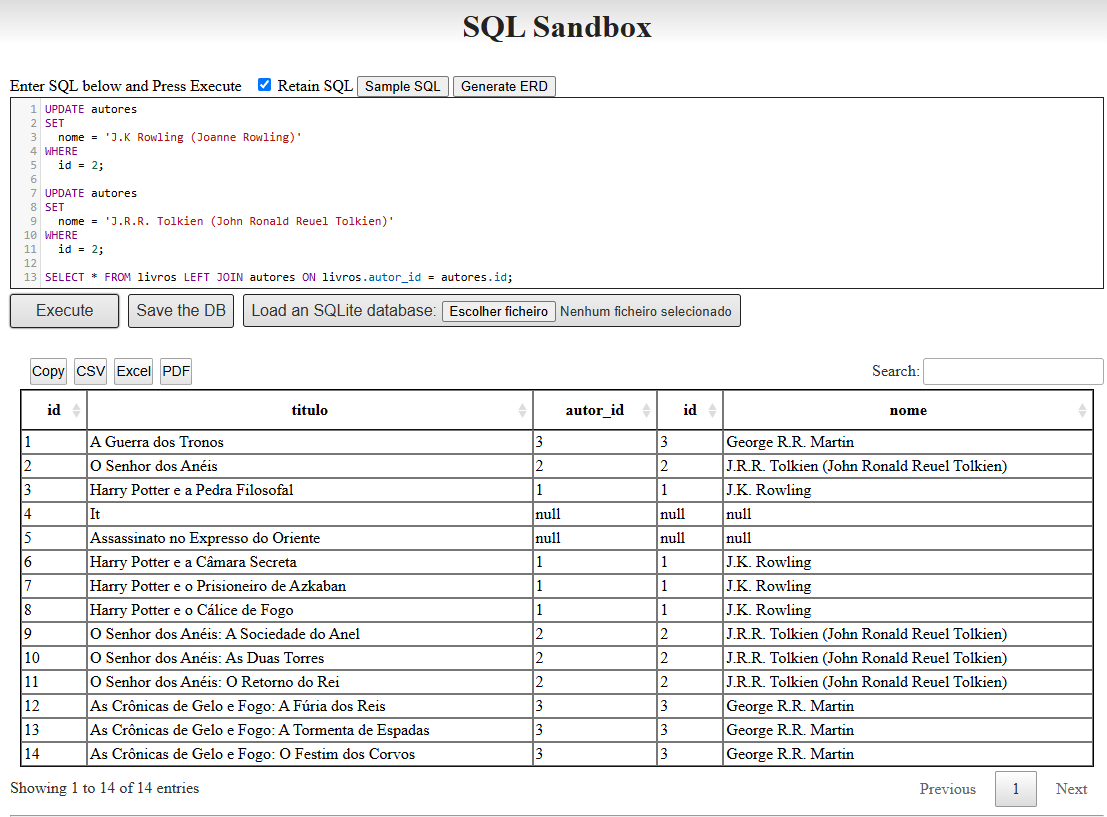 SQL Sandbox
Enter SQL below and Press Execute Retain SQL Sample SQL Generate ERD
1 UPDATE autores
2 SET
3 nome = 'J.K Rowling (Joanne Rowling)'
4 WHERE
5 id = 2;
6
7 UPDATE autores
8 SET
9 nome = 'J.R.R. Tolkien (John Ronald Reuel Tolkien)'
10 WHERE
11 id = 2;
12
13 SELECT * FROM livros LEFT JOIN autores ON livros.autor_id = autores.id;
Execute Save the DB Load an SQLite database: Escolher ficheiro Nenhum ficheiro selecionado
Copy CSV Excel PDF Search:
id titulo autor_id id nome
1 A Guerra dos Tronos 3 3 George R.R. Martin
2 O Senhor dos Anéis 2 2 J.R.R. Tolkien (John Ronald Reuel Tolkien)
3 Harry Potter e a Pedra Filosofal 1 1 J.K. Rowling
4 It null null null
5 Assassinato no Expresso do Oriente null null null
6 Harry Potter e a Câmara Secreta 1 1 J.K. Rowling
7 Harry Potter e o Prisioneiro de Azkaban 1 1 J.K. Rowling
8 Harry Potter e o Cálice de Fogo 1 1 J.K. Rowling
9 O Senhor dos Anéis: A Sociedade do Anel 2 2 J.R.R. Tolkien (John Ronald Reuel Tolkien)
10 O Senhor dos Anéis: As Duas Torres 2 2 J.R.R. Tolkien (John Ronald Reuel Tolkien)
11 O Senhor dos Anéis: O Retorno do Rei 2 2 J.R.R. Tolkien (John Ronald Reuel Tolkien)
12 As Crônicas de Gelo e Fogo: A Fúria dos Reis 3 3 George R.R. Martin
13 As Crônicas de Gelo e Fogo: A Tormenta de Espadas 3 3 George R.R. Martin
14 As Crônicas de Gelo e Fogo: O Festim dos Corvos 3 3 George R.R. Martin
Showing 1 to 14 of 14 entries Previous 1 Next